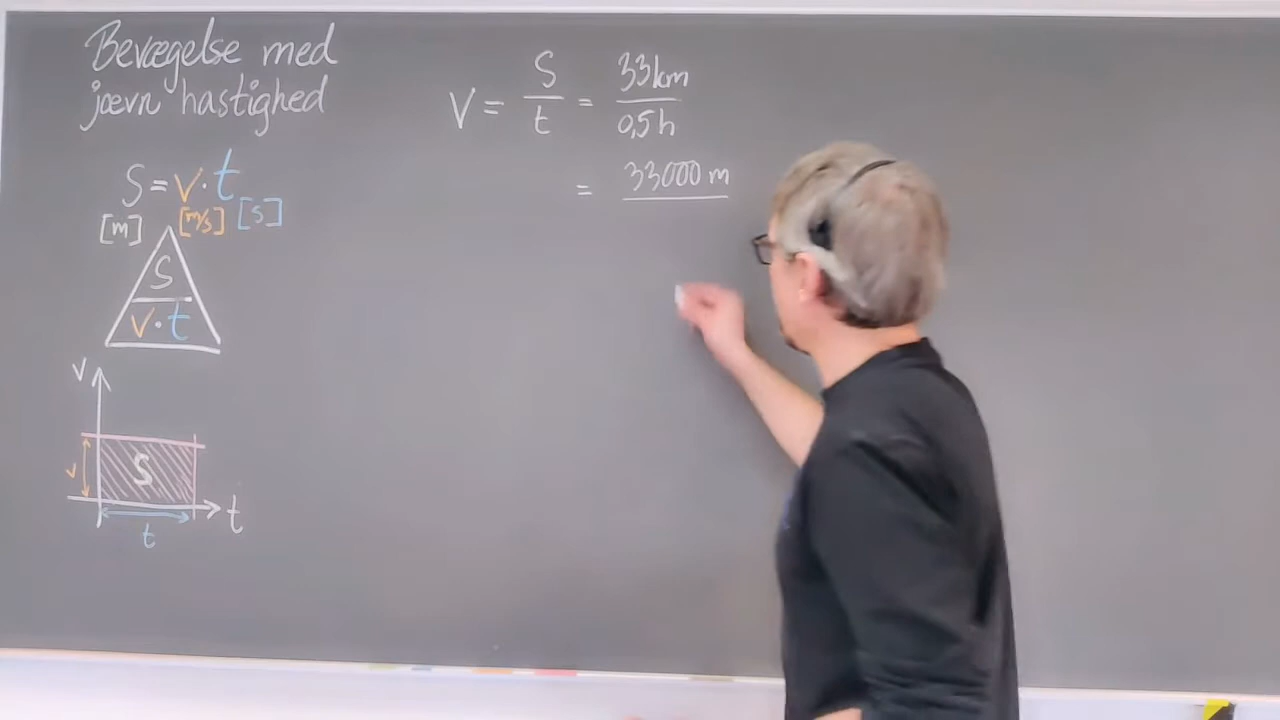 Bevægelse med
jævn hastighed
S = v · t
[m] [m/s] [s]
S
v · t
v
v
S
t
t
V = S/t = 33km/0,5h
= 33000 m